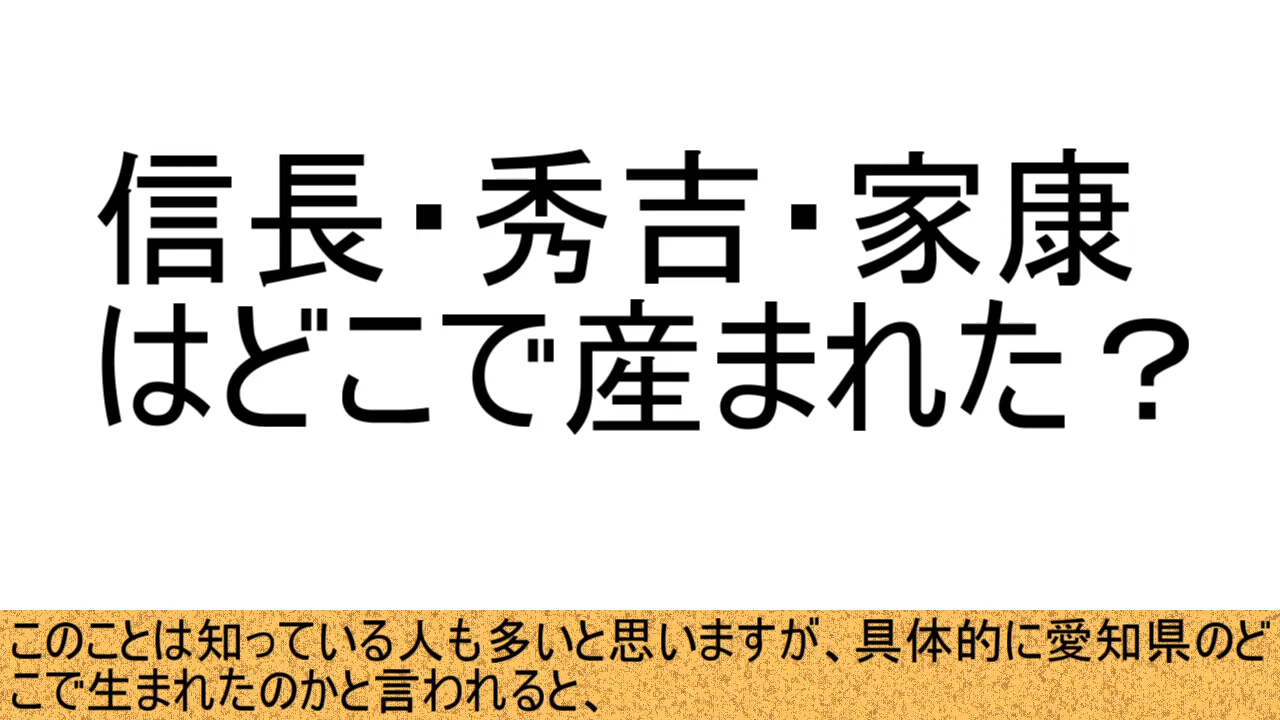 信長・秀吉・家康
はどこで産まれた？
このことは知っている人も多いと思いますが、具体的に愛知県のど
こで生まれたのかと言われると、